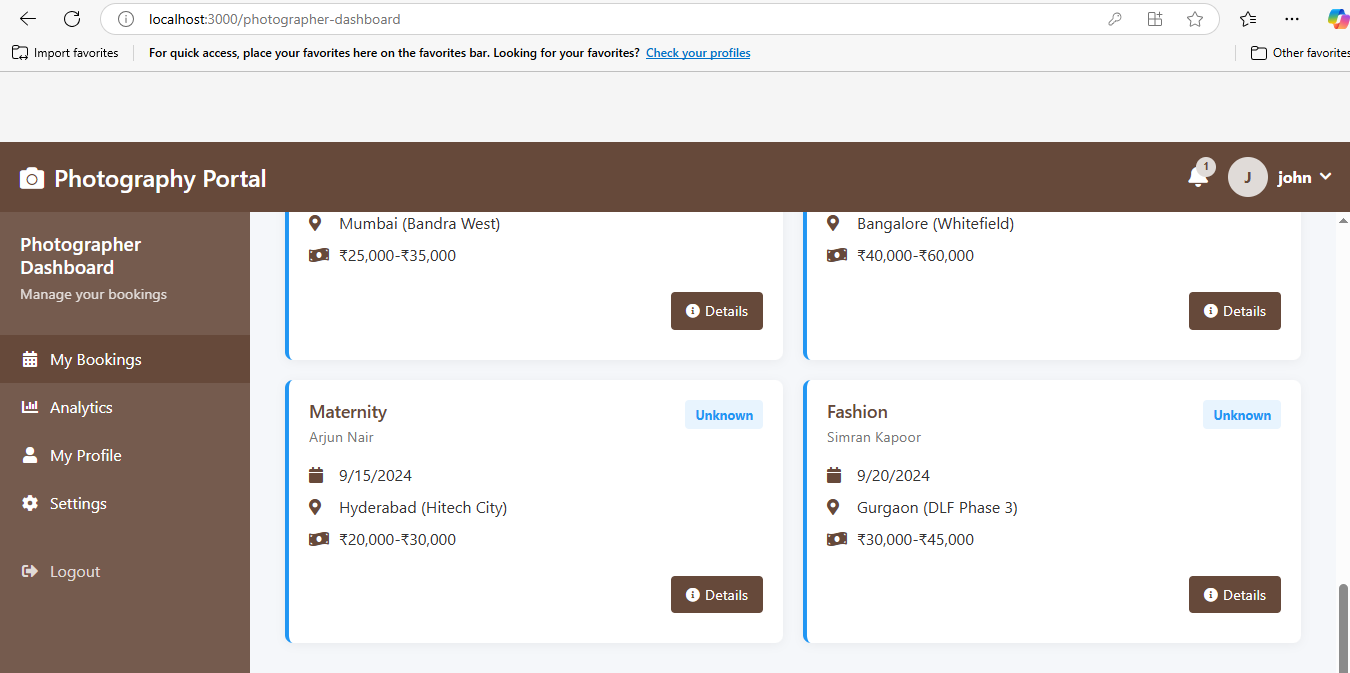 localhost:3000/photographer-dashboard
Import favorites
For quick access, place your favorites here on the favorites bar. Looking for your favorites? Check your profiles
Other favorites
Photography Portal
1
J
john
Photographer
Dashboard
Manage your bookings
My Bookings
Analytics
My Profile
Settings
Logout
Mumbai (Bandra West)
₹25,000-₹35,000
Details
Bangalore (Whitefield)
₹40,000-₹60,000
Details
Maternity
Unknown
Arjun Nair
9/15/2024
Hyderabad (Hitech City)
₹20,000-₹30,000
Details
Fashion
Unknown
Simran Kapoor
9/20/2024
Gurgaon (DLF Phase 3)
₹30,000-₹45,000
Details